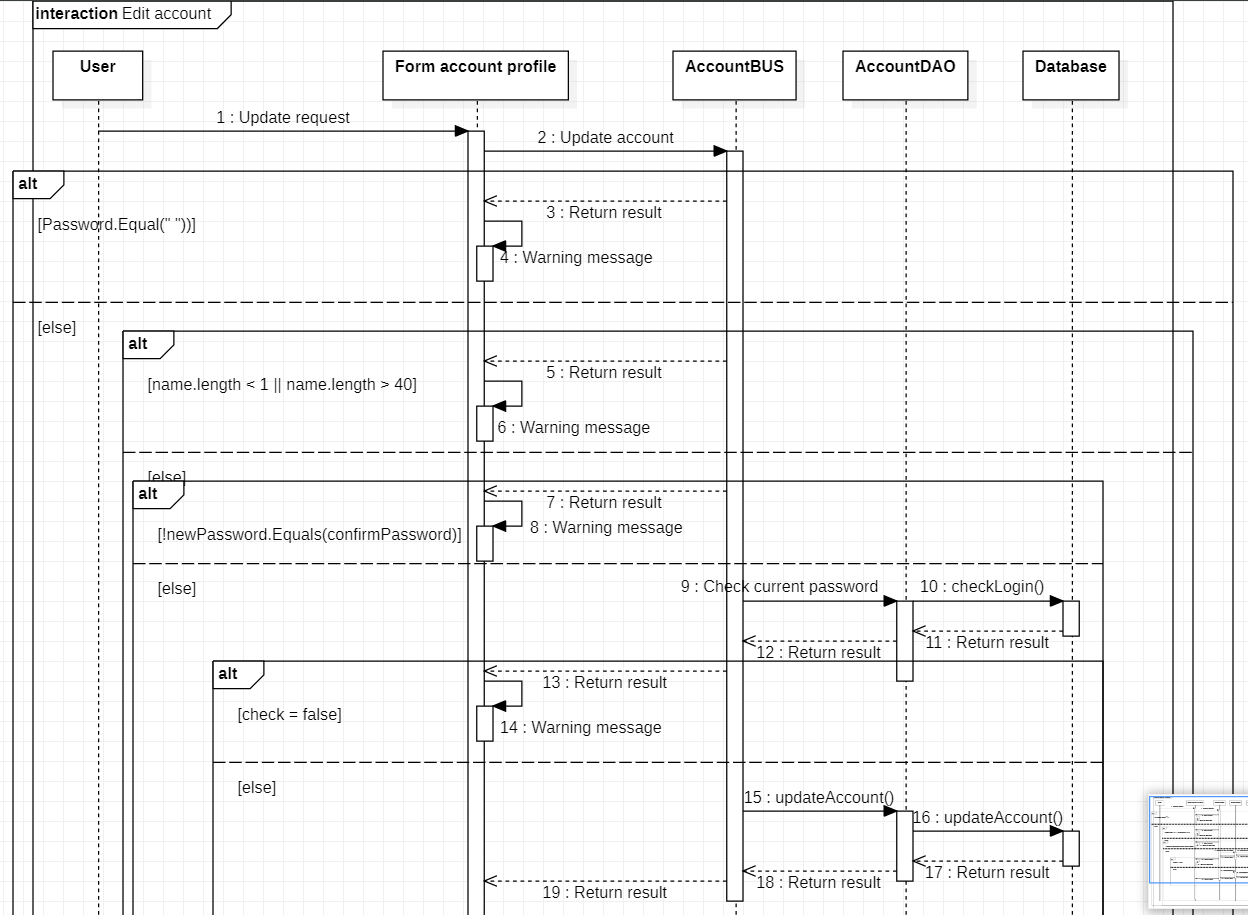 interaction Edit account
User
Form account profile
AccountBUS
AccountDAO
Database
1 : Update request
2 : Update account
alt
[Password.Equal(" "))]
3 : Return result
4 : Warning message
[else]
alt
[name.length < 1 || name.length > 40]
5 : Return result
6 : Warning message
[else]
alt
[!newPassword.Equals(confirmPassword)]
7 : Return result
8 : Warning message
[else]
9 : Check current password
10 : checkLogin()
11 : Return result
12 : Return result
alt
[check = false]
13 : Return result
14 : Warning message
[else]
15 : updateAccount()
16 : updateAccount()
17 : Return result
18 : Return result
19 : Return result